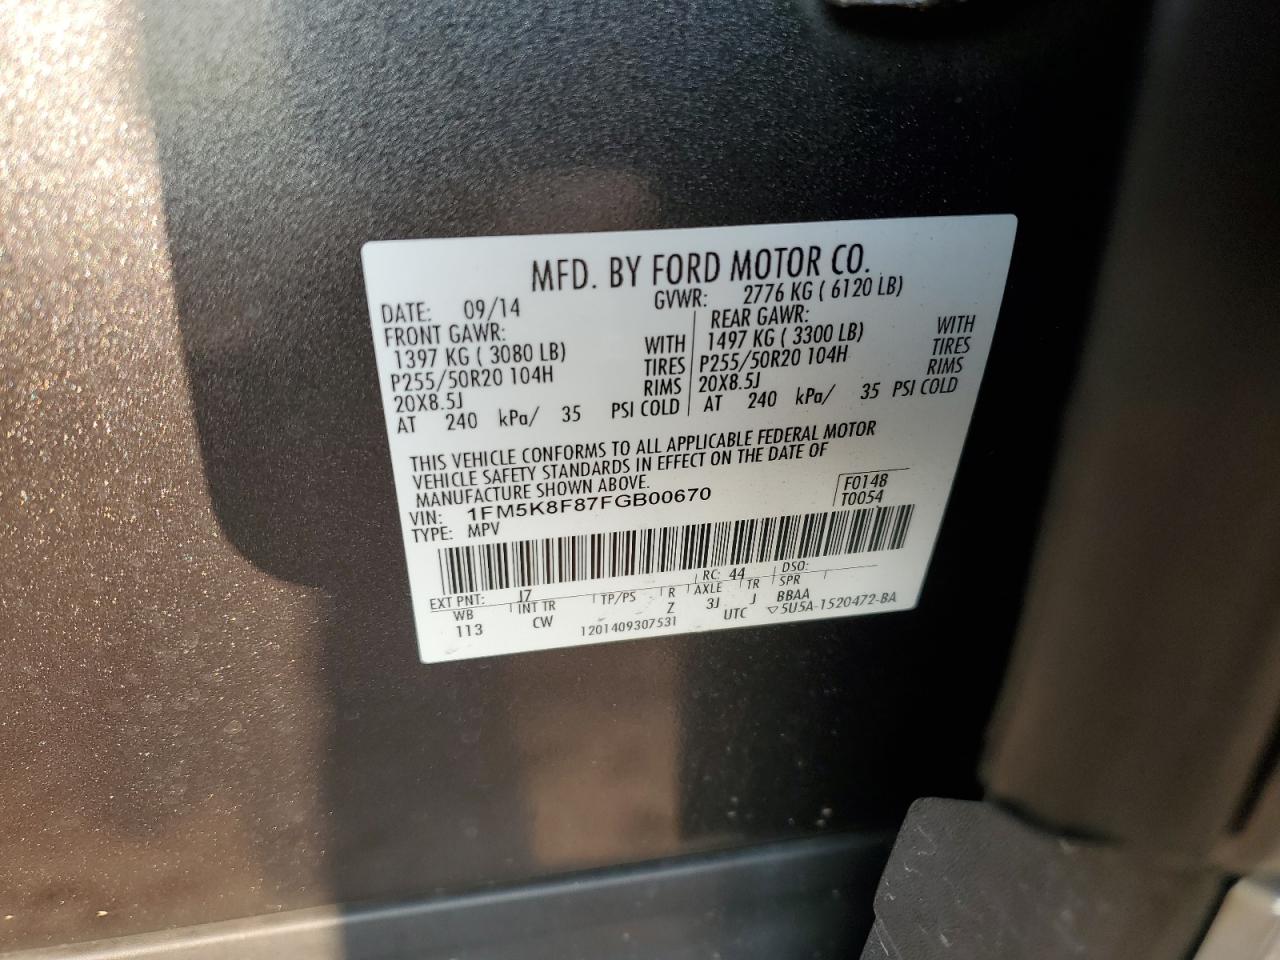 MFD. BY FORD MOTOR CO.
DATE: 09/14 GVWR: 2776 KG ( 6120 LB)
FRONT GAWR: REAR GAWR:
1397 KG ( 3080 LB) WITH 1497 KG ( 3300 LB) WITH
P255/50R20 104H TIRES P255/50R20 104H TIRES
20X8.5J RIMS 20X8.5J RIMS
AT 240 kPa/ 35 PSI COLD AT 240 kPa/ 35 PSI COLD
THIS VEHICLE CONFORMS TO ALL APPLICABLE FEDERAL MOTOR
VEHICLE SAFETY STANDARDS IN EFFECT ON THE DATE OF
MANUFACTURE SHOWN ABOVE. F0148
VIN: 1FM5K8F87FGB00670 T0054
TYPE: MPV
EXT PNT: J7 RC: 44 DSO:
WB INT TR TP/PS R AXLE TR SPR
113 CW Z 3J J BBAA
1201409307531 UTC ▽5U5A-1520472-BA